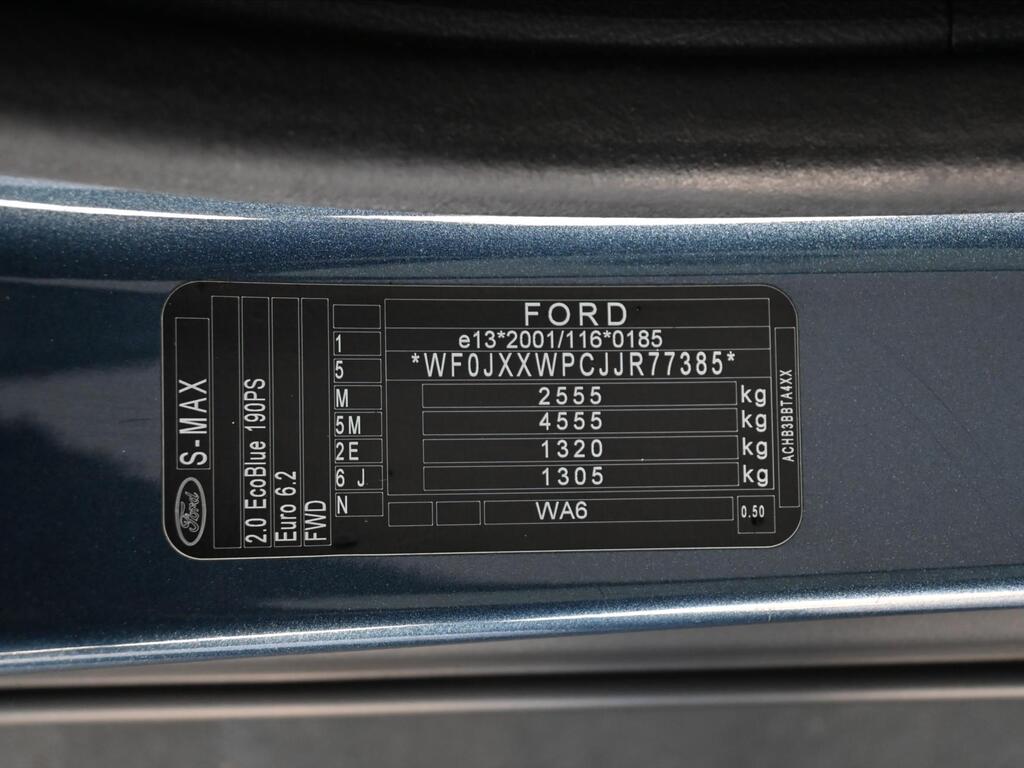 FORD
e13*2001/116*0185
*WF0JXXWPCJJR77385*
2555 kg
4555 kg
1320 kg
1305 kg
WA6
0.50
1
5
M
5M
2E
6 J
N
Ford
S-MAX
2.0 EcoBlue 190PS
Euro 6.2
FWD
ACHB3BBTA4XX